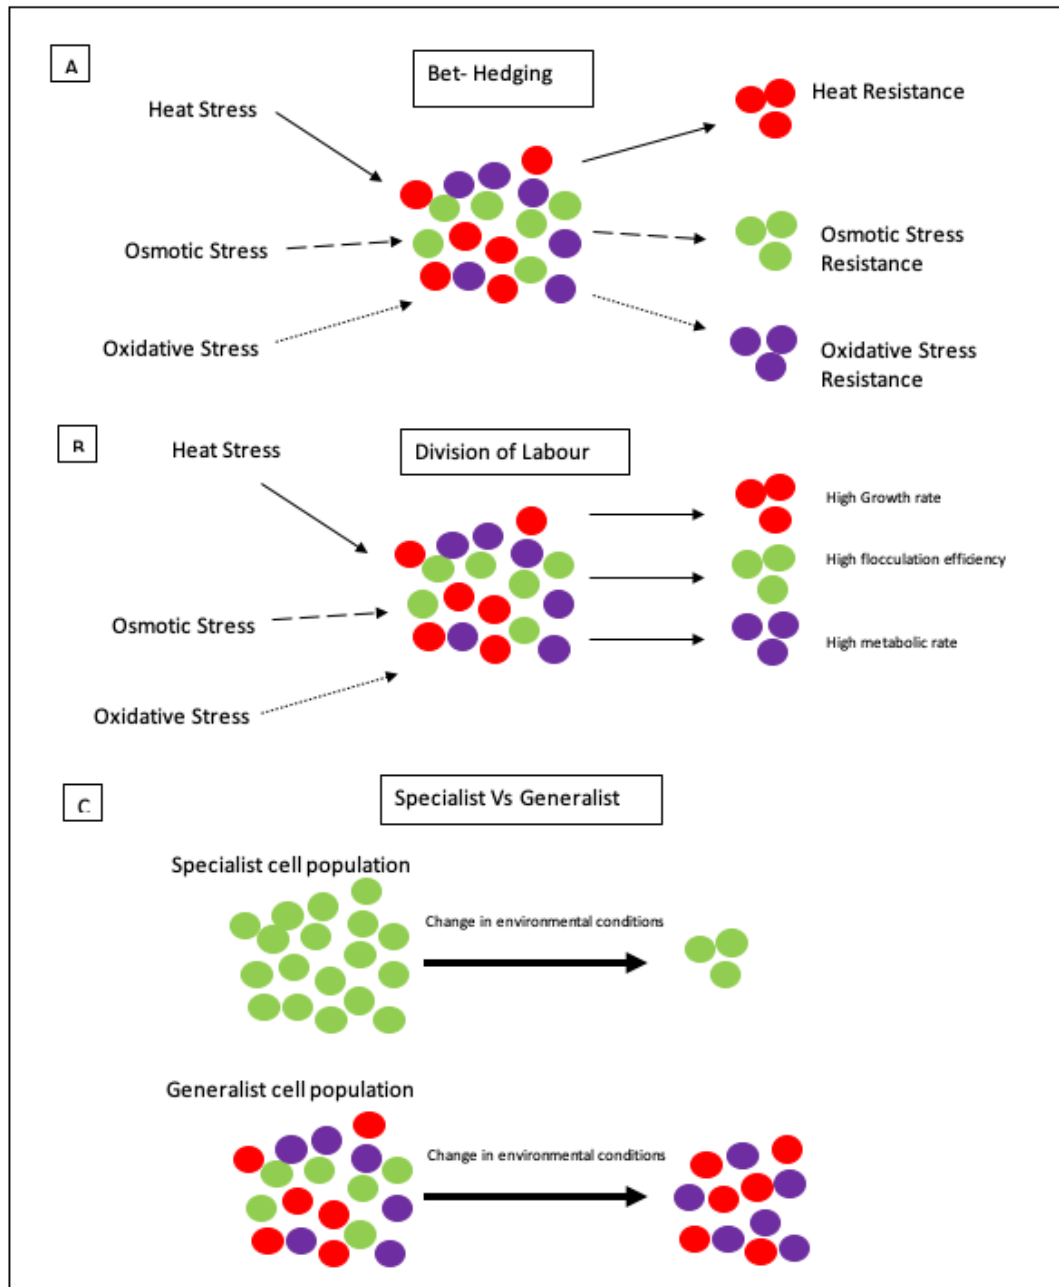 A
Bet- Hedging
Heat Stress
Heat Resistance
Osmotic Stress
Osmotic Stress
Resistance
Oxidative Stress
Oxidative Stress
Resistance
B
Heat Stress
Division of Labour
High Growth rate
High flocculation efficiency
Osmotic Stress
High metabolic rate
Oxidative Stress
C
Specialist Vs Generalist
Specialist cell population
Change in environmental conditions
Generalist cell population
Change in environmental conditions